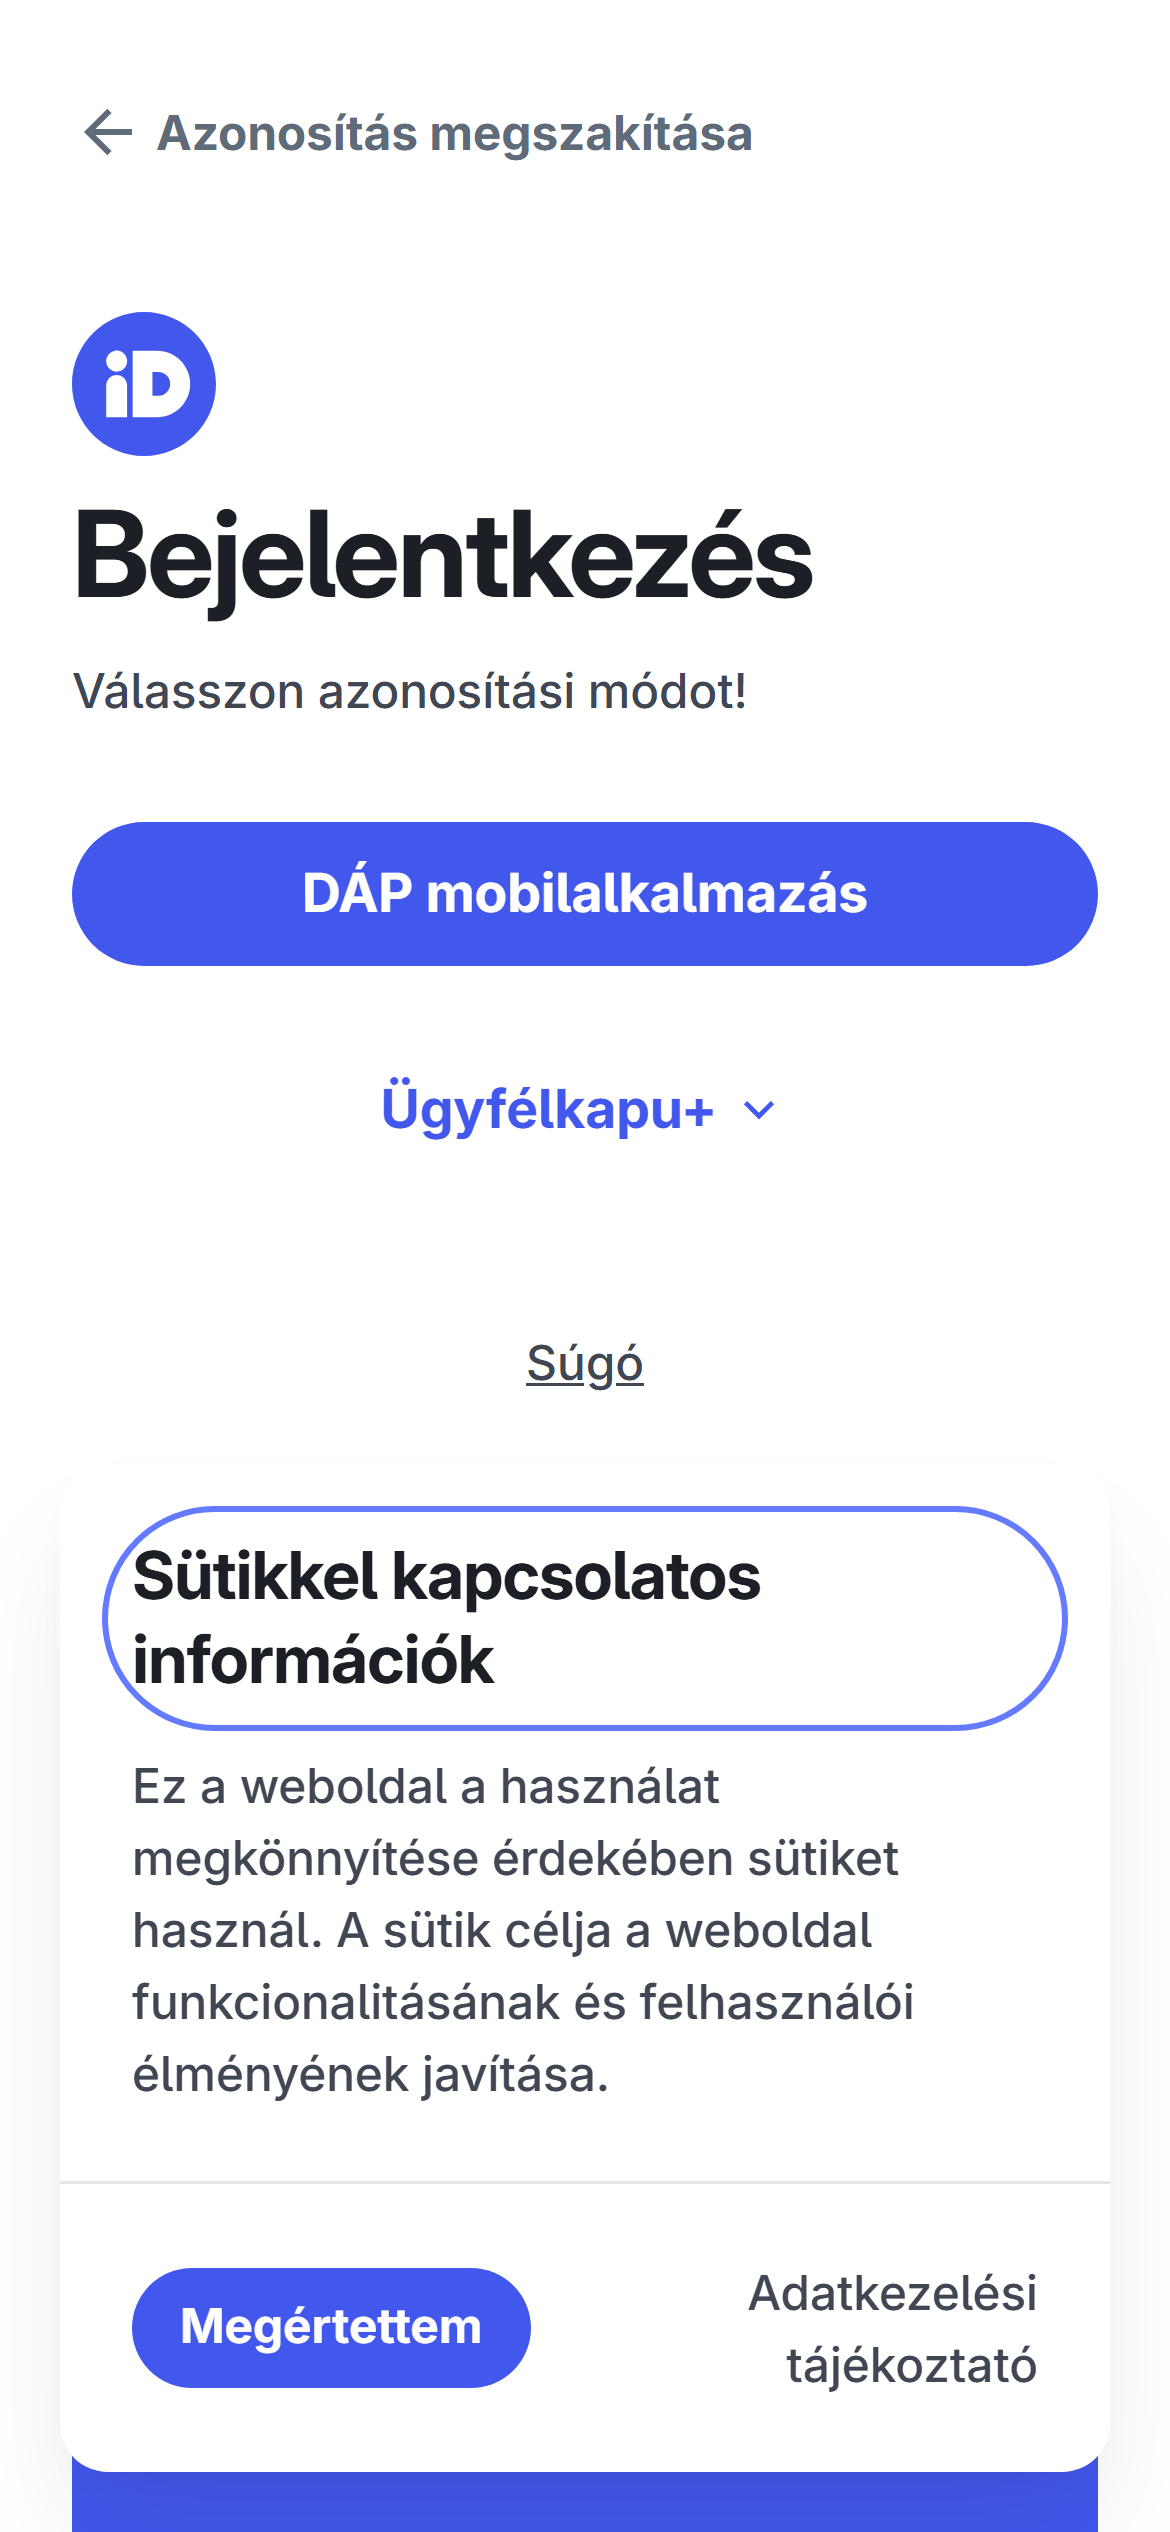 Azonosítás megszakítása
iD
Bejelentkezés
Válasszon azonosítási módot!
DÁP mobilalkalmazás
Ügyfélkapu+
Súgó
Sütikkel kapcsolatos
információk
Ez a weboldal a használat
megkönnyítése érdekében sütiket
használ. A sütik célja a weboldal
funkcionalitásának és felhasználói
élményének javítása.
Megértettem
Adatkezelési
tájékoztató